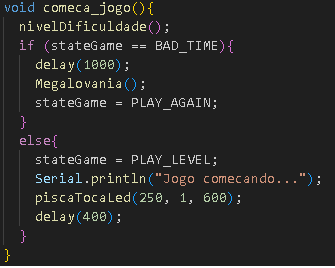 void comeca_jogo(){
nivelDificuldade();
if (stateGame == BAD_TIME){
delay(1000);
Megalovania();
stateGame = PLAY_AGAIN;
}
else{
stateGame = PLAY_LEVEL;
Serial.println("Jogo comecando...");
piscaTocaLed(250, 1, 600);
delay(400);
}
}